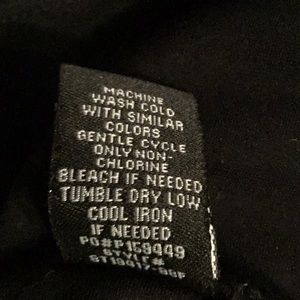 MACHINE
WASH COLD
WITH SIMILAR
COLORS
GENTLE CYCLE
ONLY NON-
CHLORINE
BLEACH IF NEEDED
TUMBLE DRY LOW
COOL IRON
IF NEEDED
PO#P159449
STYLE#